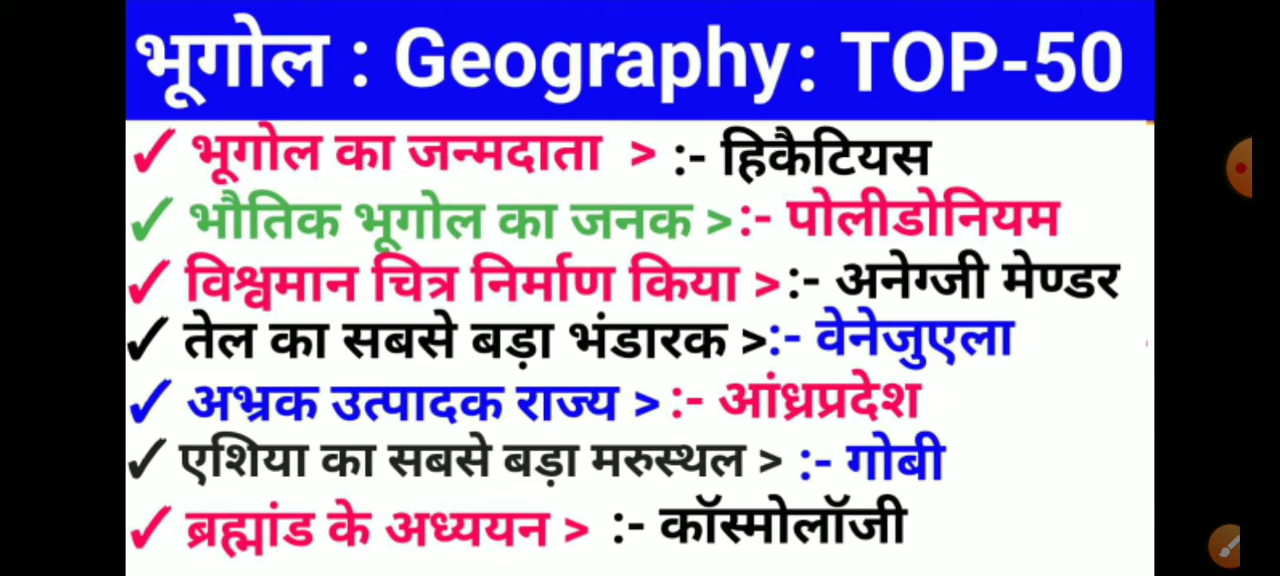 भूगोल : Geography: TOP-50
✓ भूगोल का जन्मदाता > :- हिकैटियस
✓ भौतिक भूगोल का जनक > :- पोलीडोनियम
✓ विश्वमान चित्र निर्माण किया > :- अनेग्जी मेण्डर
✓ तेल का सबसे बड़ा भंडारक > :- वेनेजुएला
✓ अभ्रक उत्पादक राज्य > :- आंध्रप्रदेश
✓ एशिया का सबसे बड़ा मरुस्थल > :- गोबी
✓ ब्रह्मांड के अध्ययन > :- कॉस्मोलॉजी